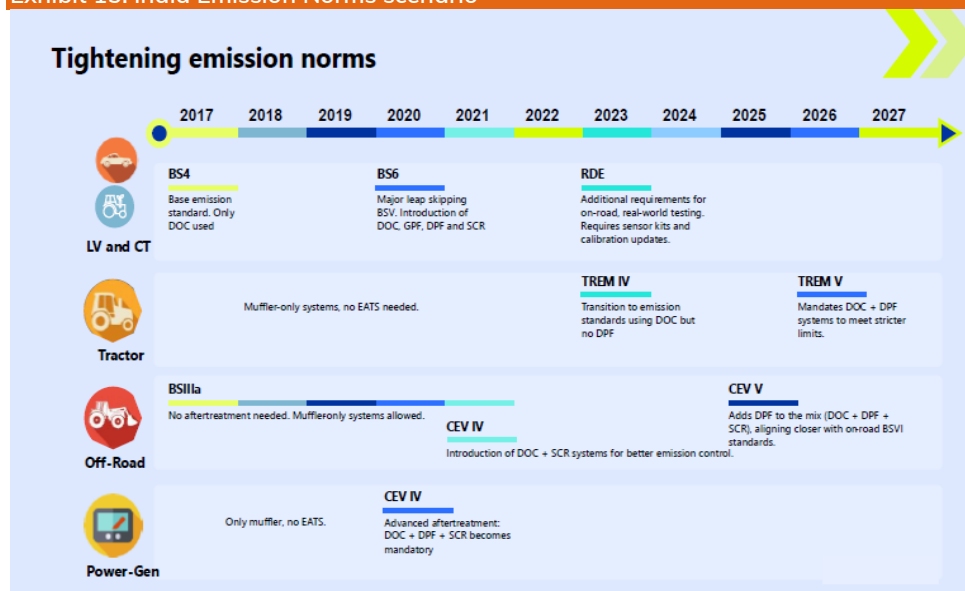 Exhibit 18: India Emission Norms scenario
Tightening emission norms
2017 2018 2019 2020 2021 2022 2023 2024 2025 2026 2027
LV and CT
BS4
Base emission
standard. Only
DOC used
BS6
Major leap skipping
BSV. Introduction of
DOC, GPF, DPF and SCR
RDE
Additional requirements for
on-road, real-world testing.
Requires sensor kits and
calibration updates.
Tractor
Muffler-only systems, no EATS needed.
TREM IV
Transition to emission
standards using DOC but
no DPF
TREM V
Mandates DOC + DPF
systems to meet stricter
limits.
Off-Road
BSIIIa
No aftertreatment needed. Muffleronly systems allowed.
CEV IV
Introduction of DOC + SCR systems for better emission control.
CEV V
Adds DPF to the mix (DOC + DPF +
SCR), aligning closer with onroad BSVI
standards.
Power-Gen
Only muffler, no EATS.
CEV IV
Advanced aftertreatment:
DOC + DPF + SCR becomes
mandatory